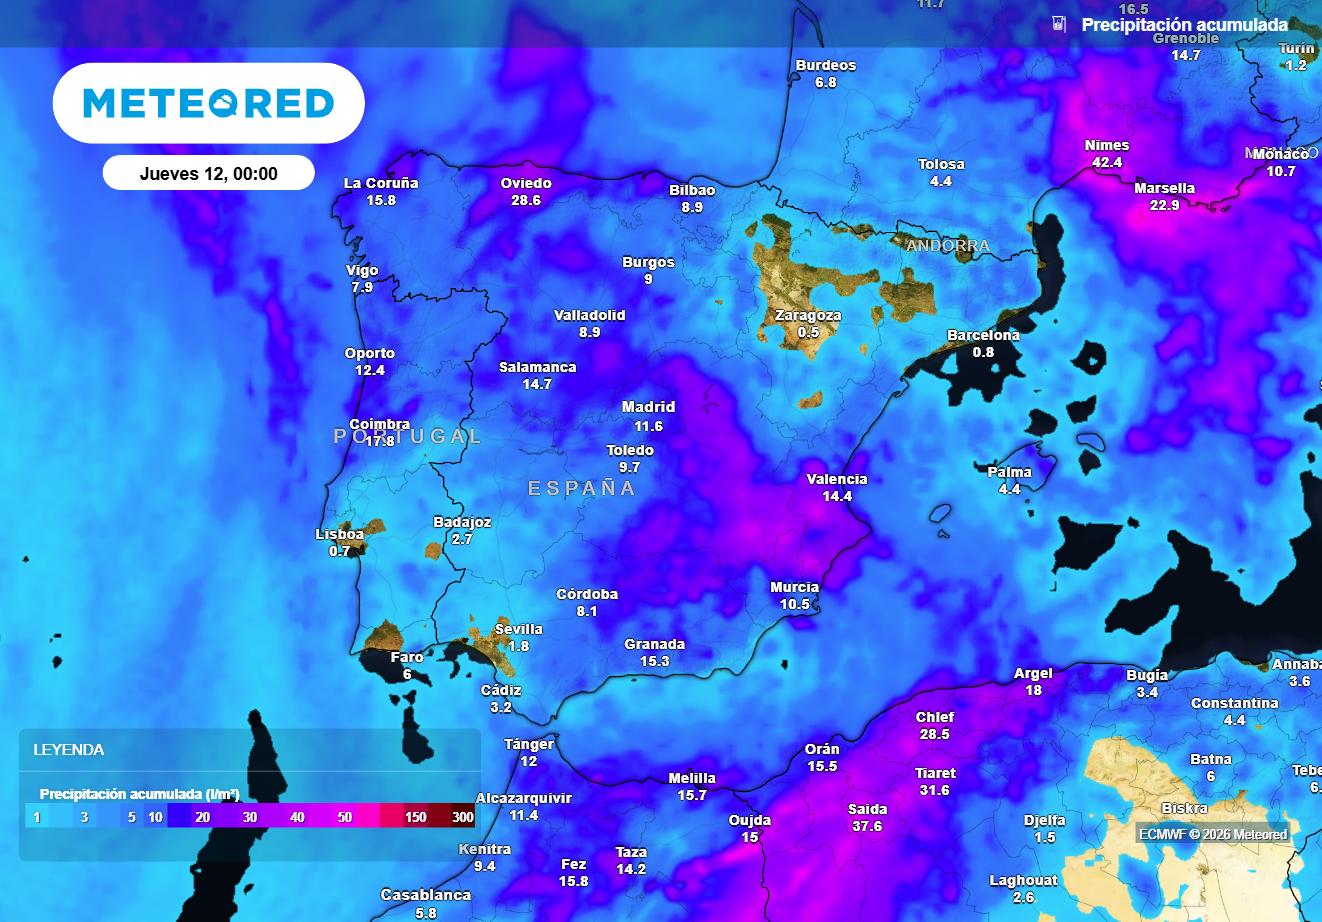 11.7
16.5
Precipitación acumulada
Grenoble
14.7
Turín
1.2
METEORED
Burdeos
6.8
Jueves 12, 00:00
La Coruña
15.8
Oviedo
28.6
Bilbao
8.9
Tolosa
4.4
Nimes
42.4
Marsella
22.9
MONACO
Mónaco
10.7
ANDORRA
Vigo
7.9
Burgos
9
Valladolid
8.9
Zaragoza
0.5
Barcelona
0.8
Oporto
12.4
Salamanca
14.7
Madrid
11.6
Coimbra
17.8
PORTUGAL
Toledo
9.7
ESPAÑA
Valencia
14.4
Palma
4.4
Lisboa
0.7
Badajoz
2.7
Córdoba
8.1
Murcia
10.5
Sevilla
1.8
Granada
15.3
Faro
6
Cádiz
3.2
Argel
18
Bugía
3.4
Annaba
3.6
Constantina
4.4
Chlef
28.5
Tánger
12
Orán
15.5
Batna
6
Tiaret
31.6
Melilla
15.7
Alcazarquivir
11.4
Saida
37.6
Biskra
Oujda
15
Djelfa
1.5
ECMWF © 2026 Meteored
Kenitra
9.4
Fez
15.8
Taza
14.2
Laghouat
2.6
Casablanca
5.8
LEYENDA
Precipitación acumulada (l/m²)
1 3 5 10 20 30 40 50 150 300